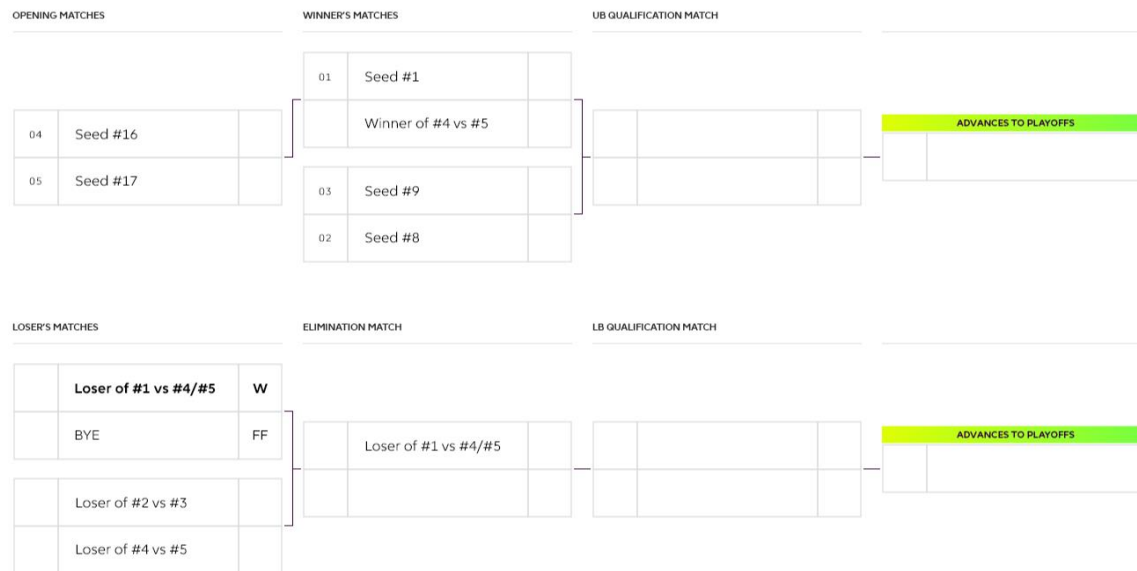 OPENING MATCHES
WINNER'S MATCHES
UB QUALIFICATION MATCH
01 Seed #1
Winner of #4 vs #5
04 Seed #16
05 Seed #17
ADVANCES TO PLAYOFFS
03 Seed #9
02 Seed #8
LOSER'S MATCHES
ELIMINATION MATCH
LB QUALIFICATION MATCH
Loser of #1 vs #4/#5 W
BYE FF
Loser of #1 vs #4/#5
ADVANCES TO PLAYOFFS
Loser of #2 vs #3
Loser of #4 vs #5